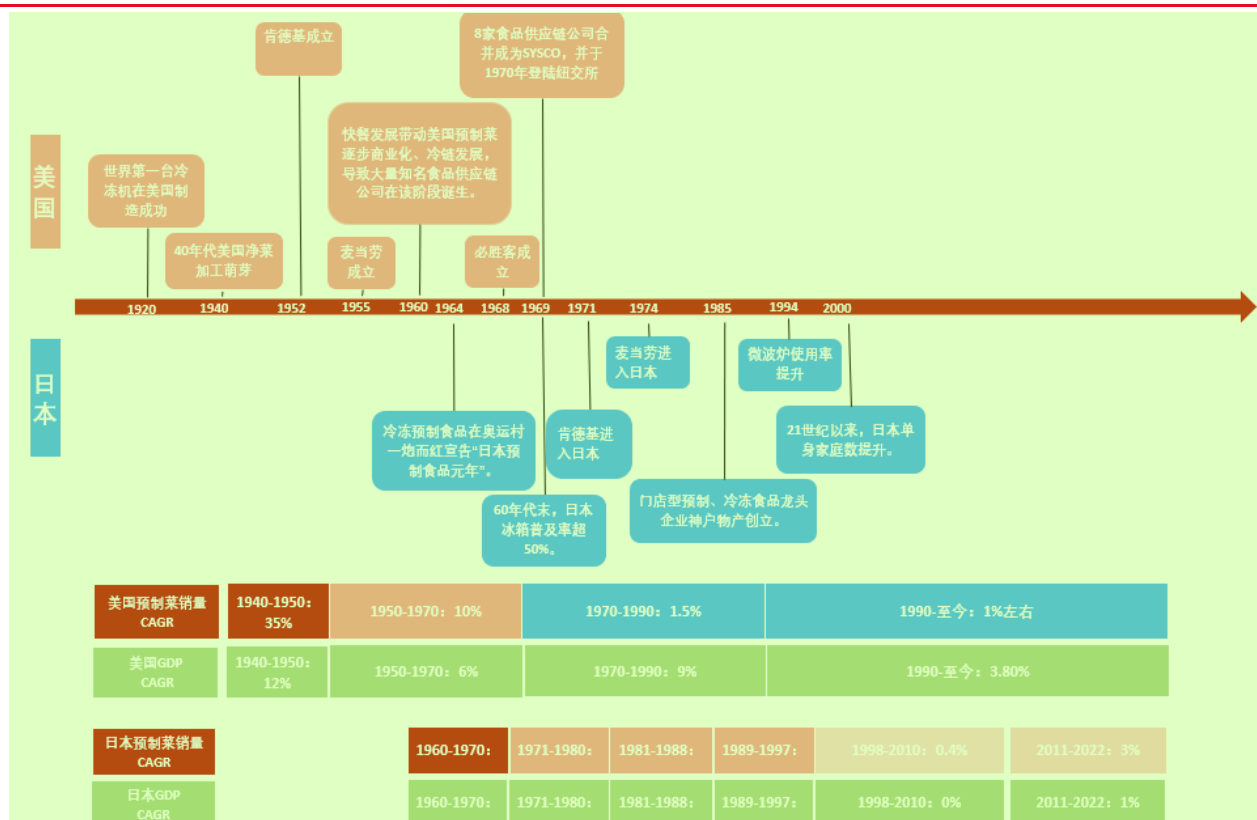 肯德基成立
8家食品供应链公司合
并成为SYSCO，并于
1970年登陆纽交所
快餐发展带动美国预制菜
逐步商业化、冷链发展，
导致大量知名食品供应链
公司在该阶段诞生。
美
国
世界第一台冷
冻机在美国制
造成功
40年代美国净菜
加工萌芽
麦当劳
成立
必胜客成
立
1920
1940
1952
1955
1960
1964
1968
1969
1971
1974
1985
1994
2000
日
本
麦当劳进
入日本
微波炉使用率
提升
冷冻预制食品在奥运村
一炮而红宣告“日本预
制食品元年”。
肯德基进
入日本
21世纪以来，日本单
身家庭数提升。
60年代末，日本
冰箱普及率超
50%。
门店型预制、冷冻食品龙头
企业神户物产创立。
美国预制菜销量
CAGR
1940-1950：
35%
1950-1970：10%
1970-1990：1.5%
1990-至今：1%左右
美国GDP
CAGR
1940-1950：
12%
1950-1970：6%
1970-1990：9%
1990-至今：3.80%
日本预制菜销量
CAGR
1960-1970：
1971-1980：
1981-1988：
1989-1997：
1998-2010：0.4%
2011-2022：3%
日本GDP
CAGR
1960-1970：
1971-1980：
1981-1988：
1989-1997：
1998-2010：0%
2011-2022：1%